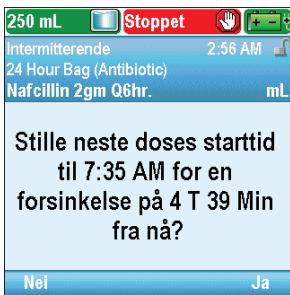 250 mL Stoppet
Intermitterende 2:56 AM
24 Hour Bag (Antibiotic)
Nafcillin 2gm Q6hr. mL
Stille neste doses starttid
til 7:35 AM for en
forsinkelse på 4 T 39 Min
fra nå?
Nei Ja